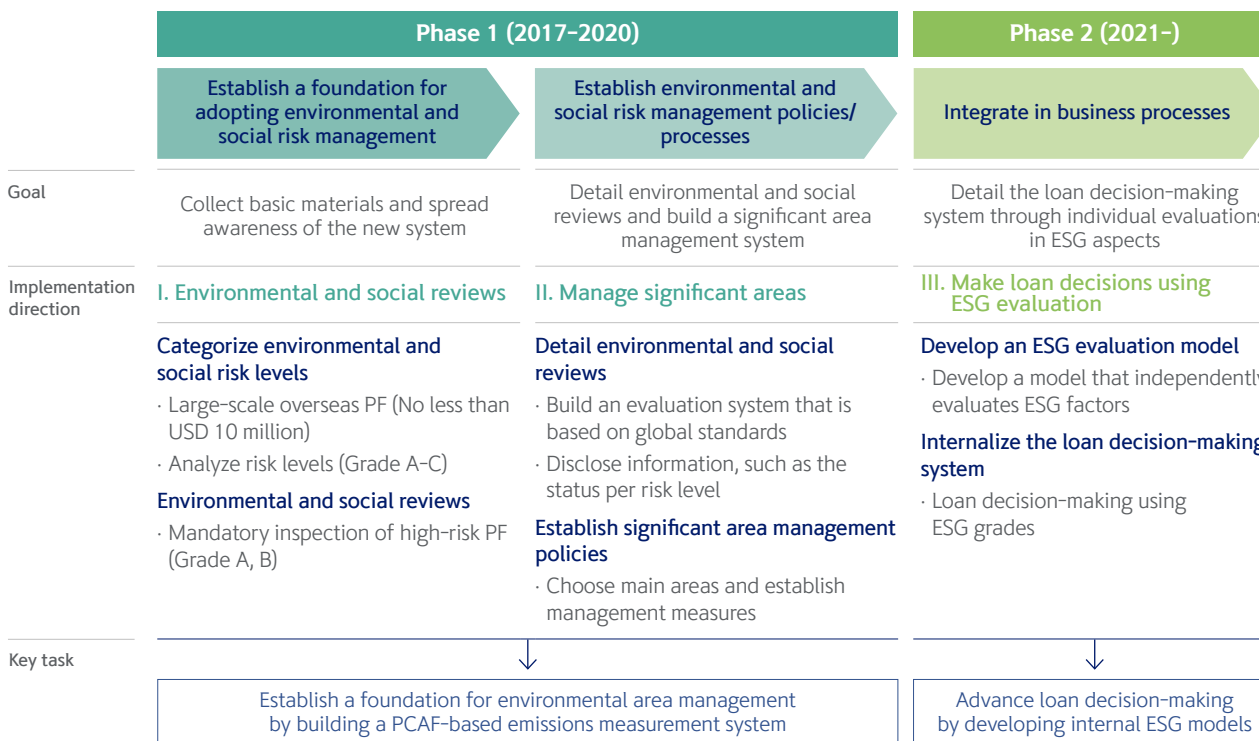 Phase 1 (2017-2020)
Phase 2 (2021-)
Establish a foundation for
adopting environmental and
social risk management
Establish environmental and
social risk management policies/
processes
Integrate in business processes
Goal
Collect basic materials and spread
awareness of the new system
Detail environmental and social
reviews and build a significant area
management system
Detail the loan decision-making
system through individual evaluations
in ESG aspects
Implementation
direction
I. Environmental and social reviews
II. Manage significant areas
III. Make loan decisions using
ESG evaluation
Categorize environmental and
social risk levels
· Large-scale overseas PF (No less than
USD 10 million)
· Analyze risk levels (Grade A-C)
Environmental and social reviews
· Mandatory inspection of high-risk PF
(Grade A, B)
Detail environmental and social
reviews
· Build an evaluation system that is
based on global standards
· Disclose information, such as the
status per risk level
Establish significant area management
policies
· Choose main areas and establish
management measures
Develop an ESG evaluation model
· Develop a model that independently
evaluates ESG factors
Internalize the loan decision-making
system
· Loan decision-making using
ESG grades
Key task
Establish a foundation for environmental area management
by building a PCAF-based emissions measurement system
Advance loan decision-making
by developing internal ESG models